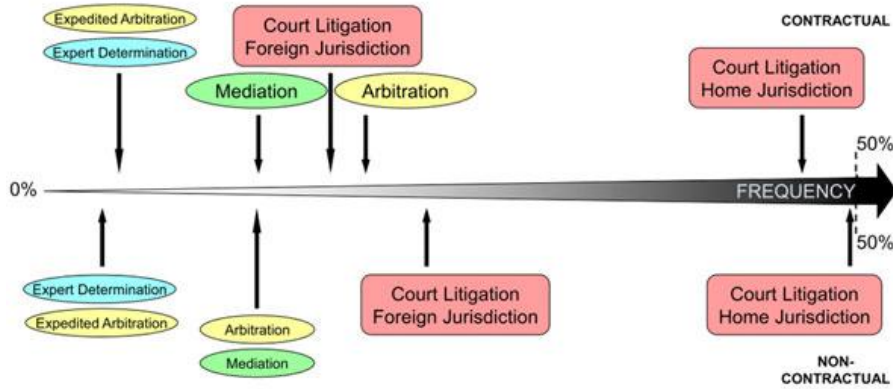 Expedited Arbitration
Expert Determination
Court Litigation
Foreign Jurisdiction
CONTRACTUAL
Mediation
Arbitration
Court Litigation
Home Jurisdiction
50%
0%
FREQUENCY
50%
Expert Determination
Expedited Arbitration
Arbitration
Mediation
Court Litigation
Foreign Jurisdiction
Court Litigation
Home Jurisdiction
NON-
CONTRACTUAL